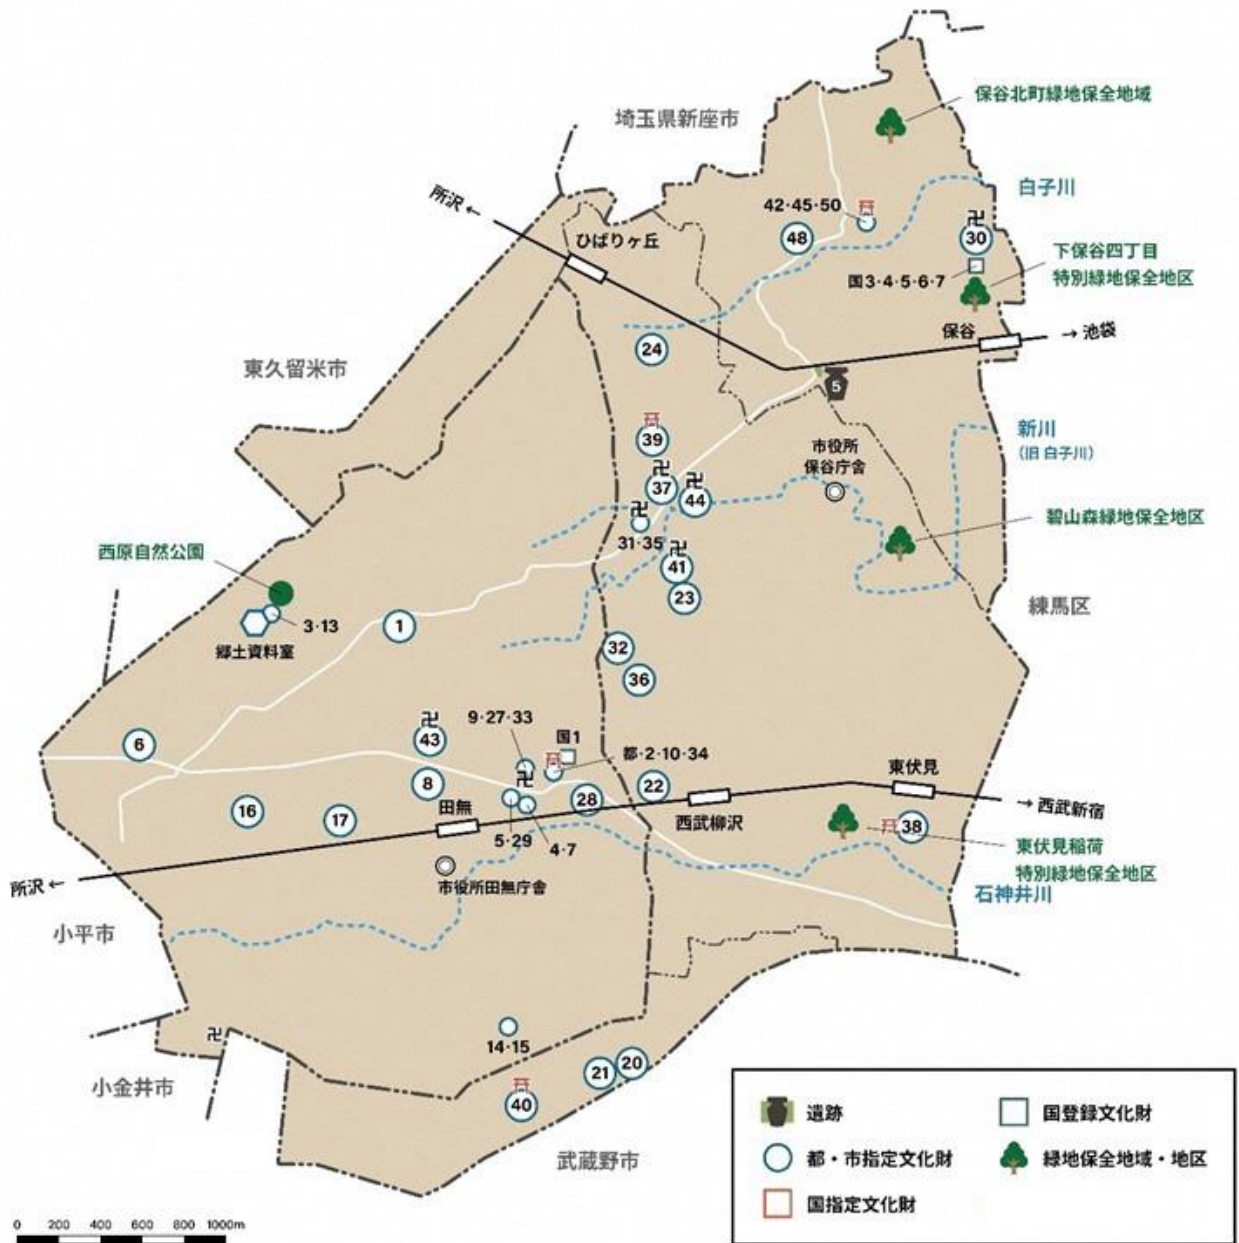 保谷北町緑地保全地域
埼玉県新座市
白子川
所沢←
42・45・50
ひばりヶ丘
48
30
下保谷四丁目
特別緑地保全地区
国3・4・5・6・7
保谷
→池袋
24
東久留米市
5
39
市役所
保谷庁舎
新川
(旧 白子川)
37
44
碧山森緑地保全地区
31・35
西原自然公園
41
23
練馬区
3・13
1
郷土資料室
32
36
9・27・33
国1
6
43
都・2・10・34
東伏見
8
22
28
田無
16
17
西武柳沢
→西武新宿
38
5・29
4・7
東伏見稲荷
特別緑地保全地区
所沢←
市役所田無庁舎
石神井川
小平市
14・15
20
21
小金井市
40
武蔵野市
遺跡
国登録文化財
都・市指定文化財
緑地保全地域・地区
国指定文化財
0 200 400 600 800 1000m